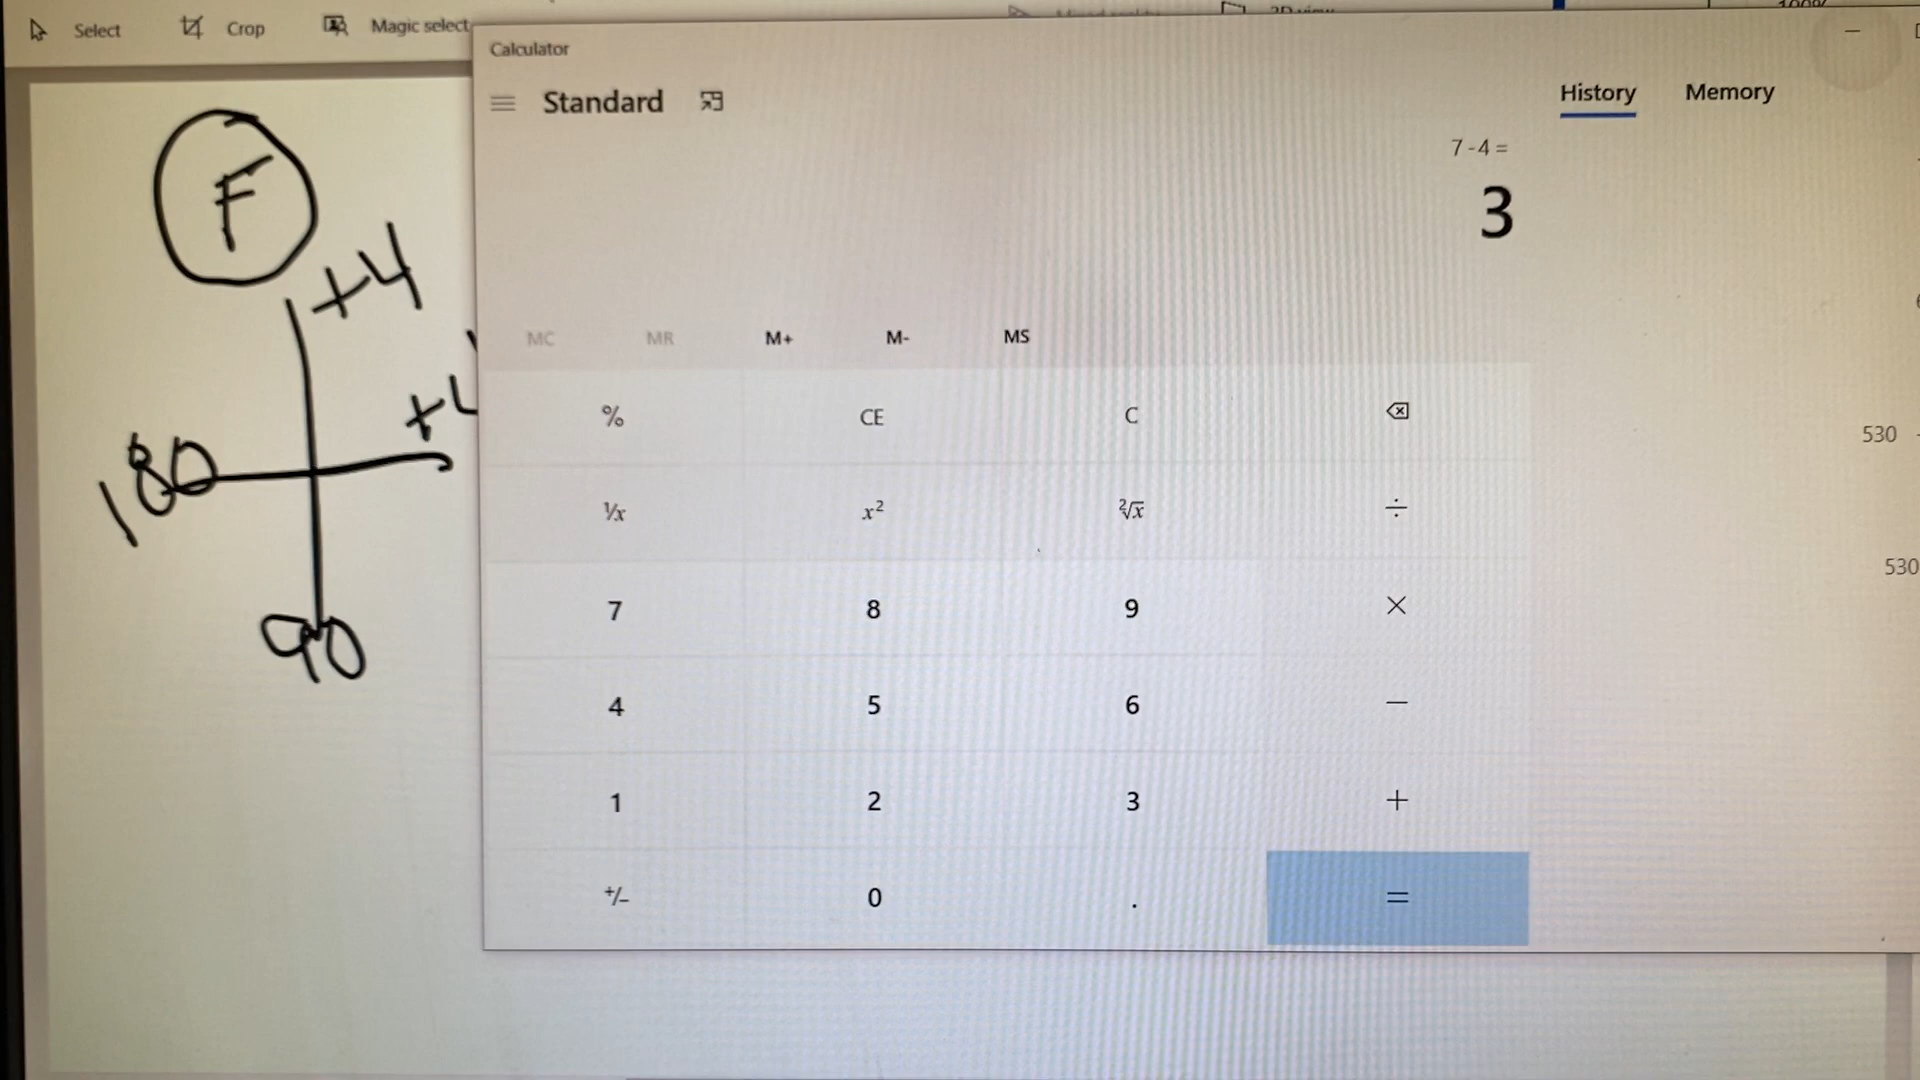 Select Crop Magic select
100%
Calculator
Standard
History Memory
7 - 4 =
3
MC MR M+ M- MS
% CE C
530
¹/x x² ²√x ÷
530
7 8 9 ×
4 5 6 −
1 2 3 +
+/− 0 . =
F
+4
+4
180
90